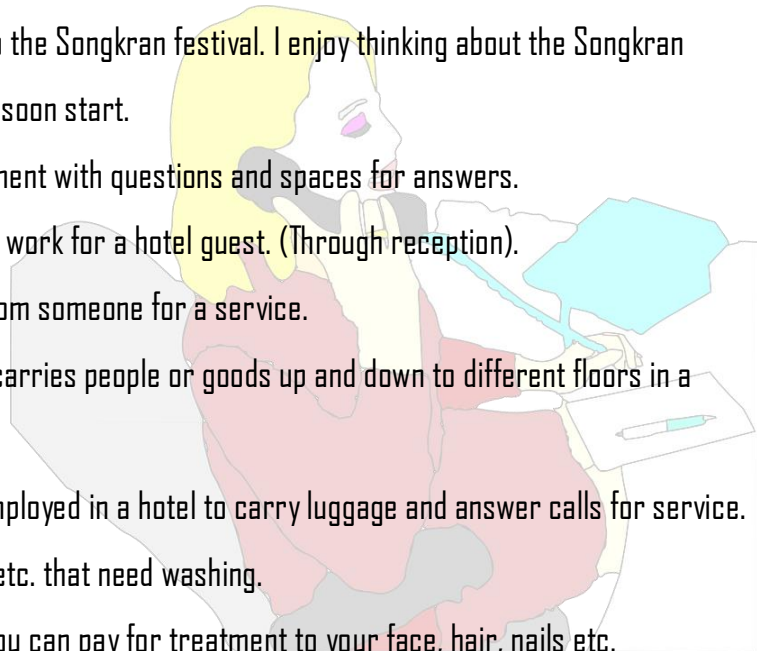 the Songkran festival. I enjoy thinking about the Songkran
soon start.
ment with questions and spaces for answers.
work for a hotel guest. (Through reception).
om someone for a service.
carries people or goods up and down to different floors in a
mployed in a hotel to carry luggage and answer calls for service.
etc. that need washing.
ou can pay for treatment to your face, hair, nails etc.